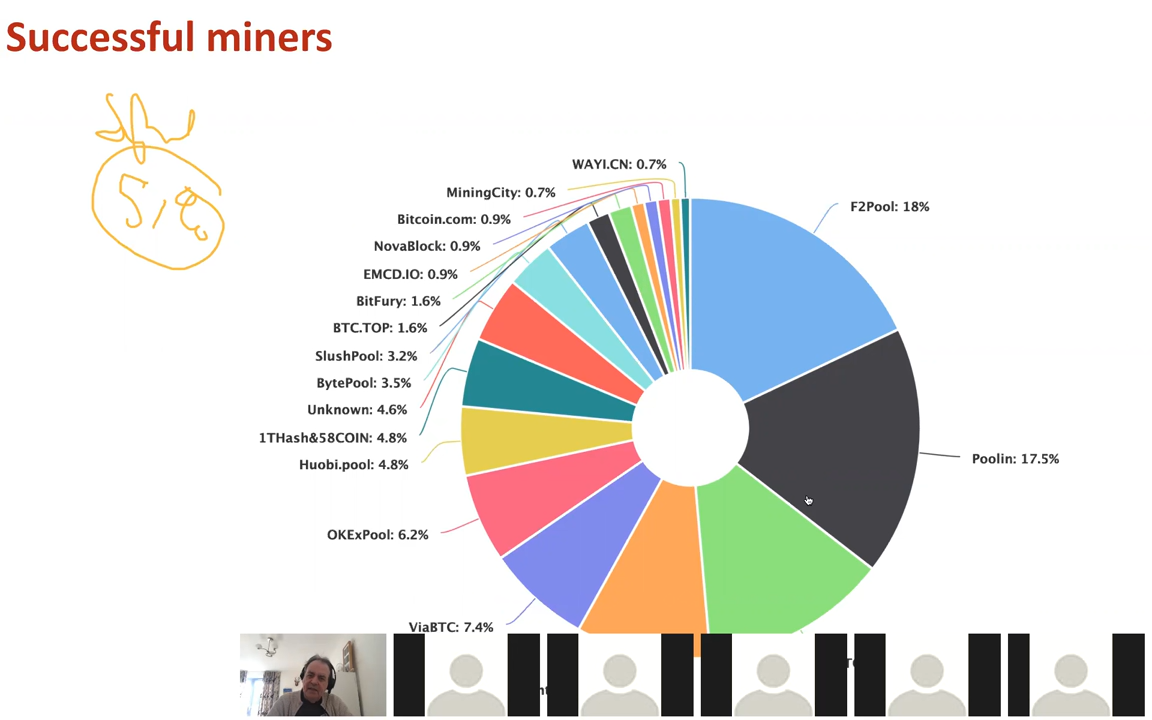 Successful miners
51%
WAYI.CN: 0.7%
MiningCity: 0.7%
Bitcoin.com: 0.9%
NovaBlock: 0.9%
EMCD.IO: 0.9%
BitFury: 1.6%
BTC.TOP: 1.6%
SlushPool: 3.2%
BytePool: 3.5%
Unknown: 4.6%
1THash&58COIN: 4.8%
Huobi.pool: 4.8%
OKExPool: 6.2%
ViaBTC: 7.4%
F2Pool: 18%
Poolin: 17.5%